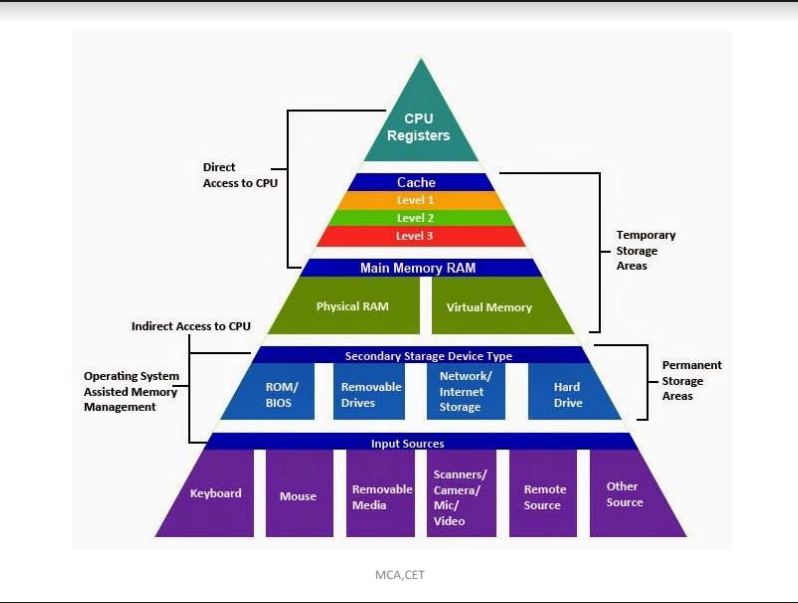 CPU
Registers
Direct
Access to CPU
Cache
Level 1
Level 2
Level 3
Temporary
Storage
Areas
Main Memory RAM
Physical RAM
Virtual Memory
Indirect Access to CPU
Operating System
Assisted Memory
Management
Secondary Starage Device Type
ROM/
BIOS
Removable
Drives
Network/
Internet
Storage
Hard
Drive
Permanent
Storage
Areas
Input Sources
Keyboard
Mouse
Removable
Media
Scanners/
Camera/
Mic/
Video
Remote
Source
Other
Source
MCA,CET